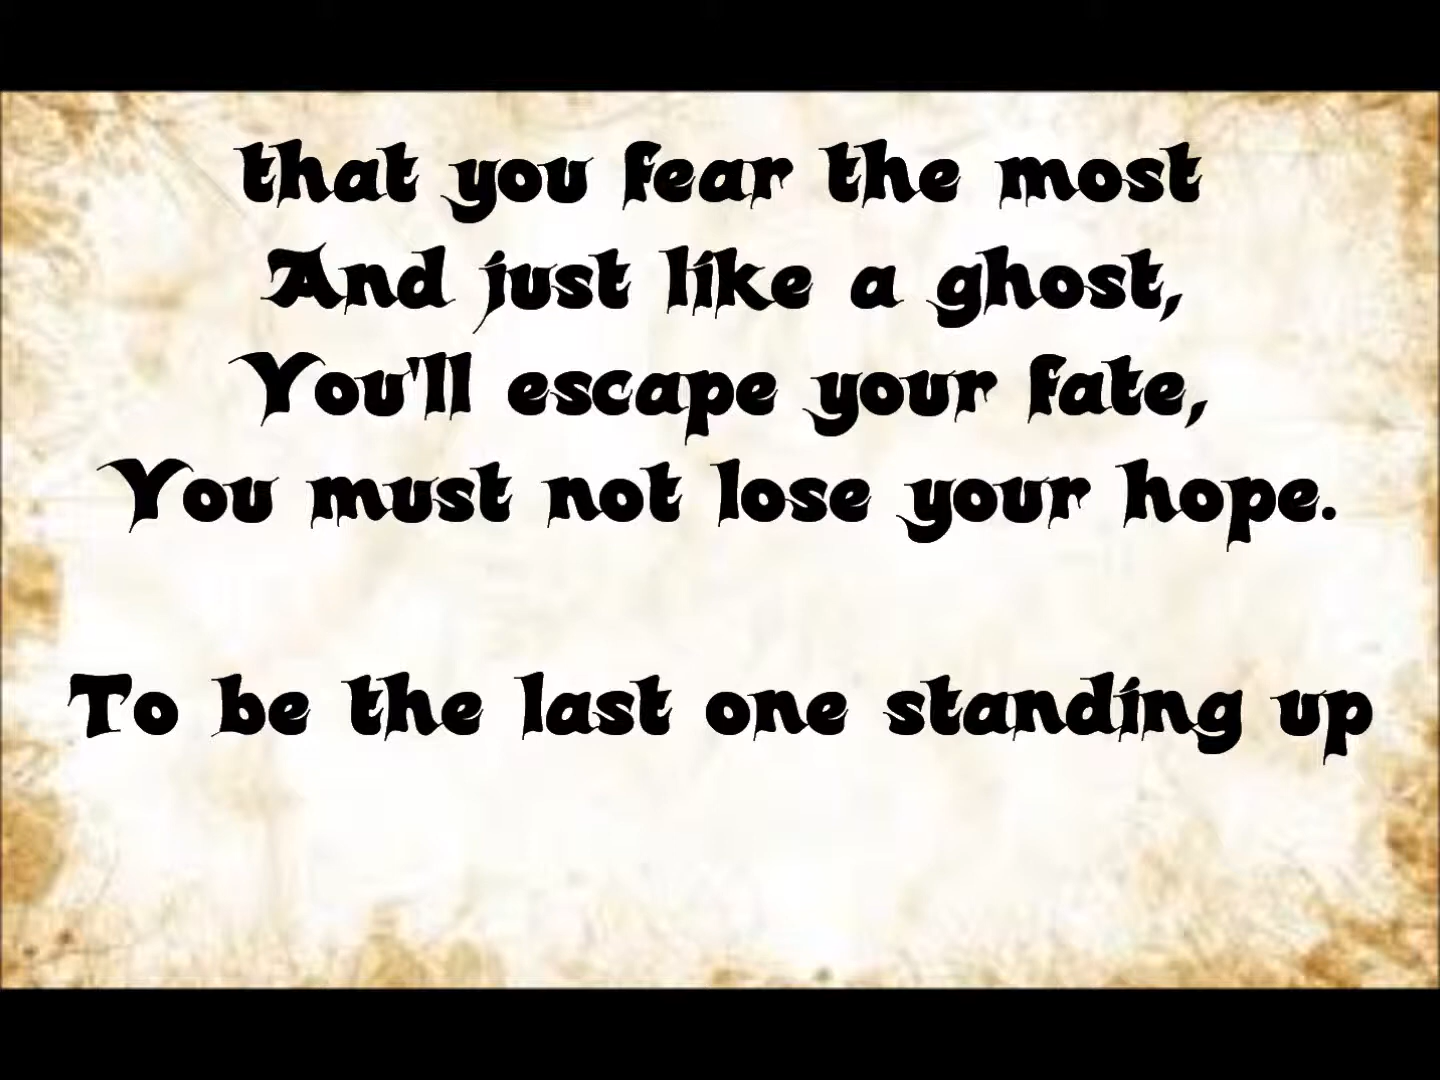 that you fear the most
And just like a ghost,
You'll escape your fate,
You must not lose your hope.
To be the last one standing up